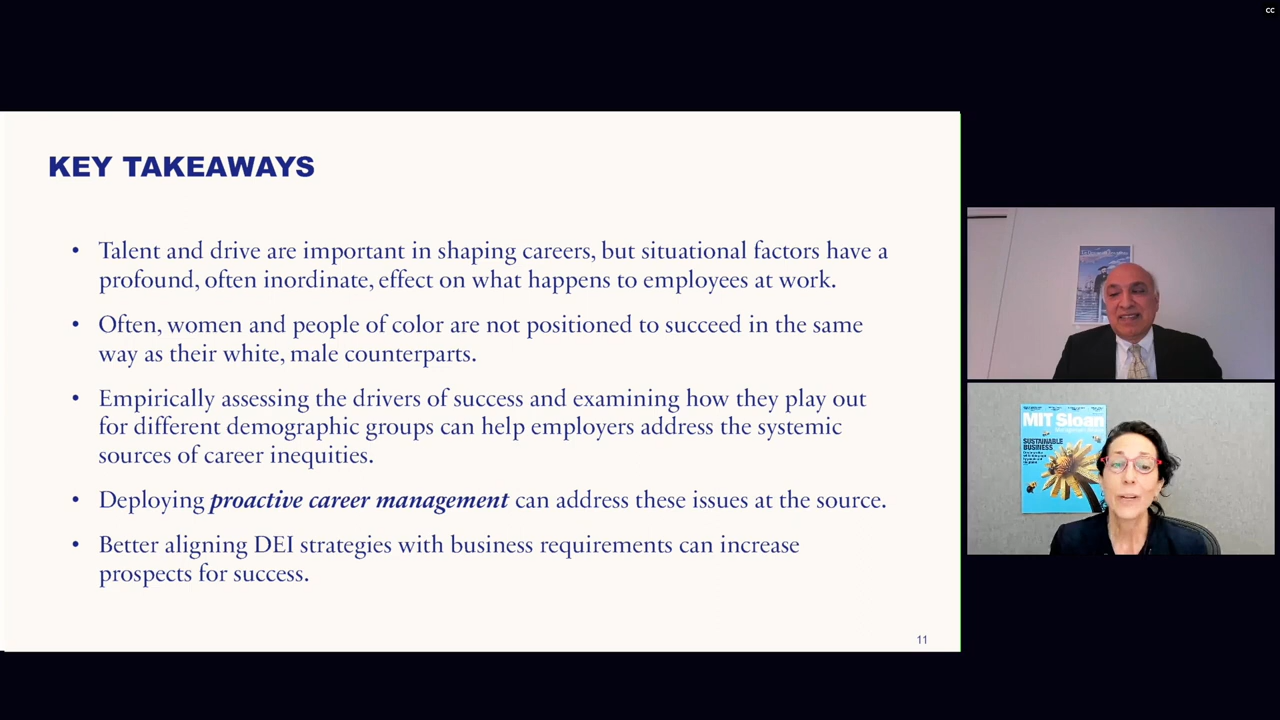 CC
KEY TAKEAWAYS
• Talent and drive are important in shaping careers, but situational factors have a
profound, often inordinate, effect on what happens to employees at work.
• Often, women and people of color are not positioned to succeed in the same
way as their white, male counterparts.
• Empirically assessing the drivers of success and examining how they play out
for different demographic groups can help employers address the systemic
sources of career inequities.
• Deploying proactive career management can address these issues at the source.
• Better aligning DEI strategies with business requirements can increase
prospects for success.
11
MIT Sloan
SUSTAINABLE
BUSINESS